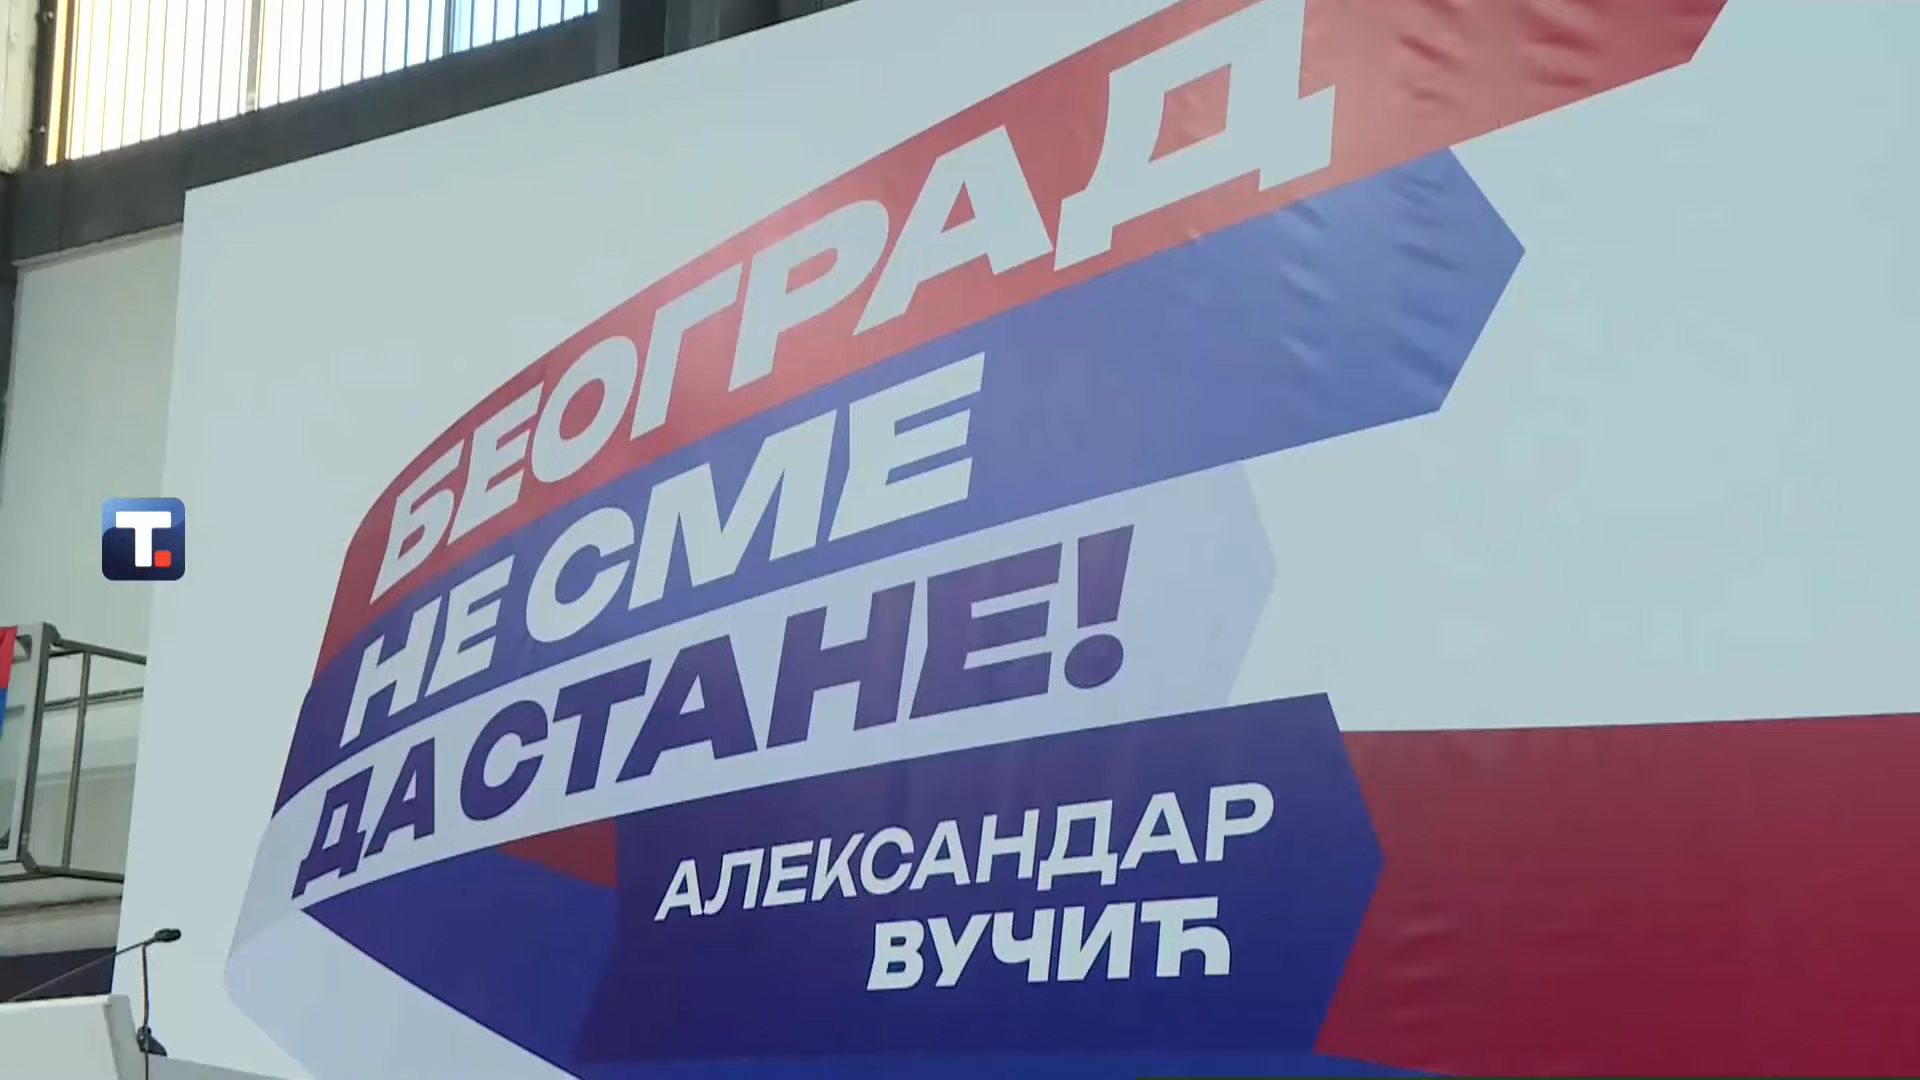 БЕОГРАД
НЕ СМЕ
ДА СТАНЕ!
АЛЕКСАНДАР
ВУЧИЋ
T.